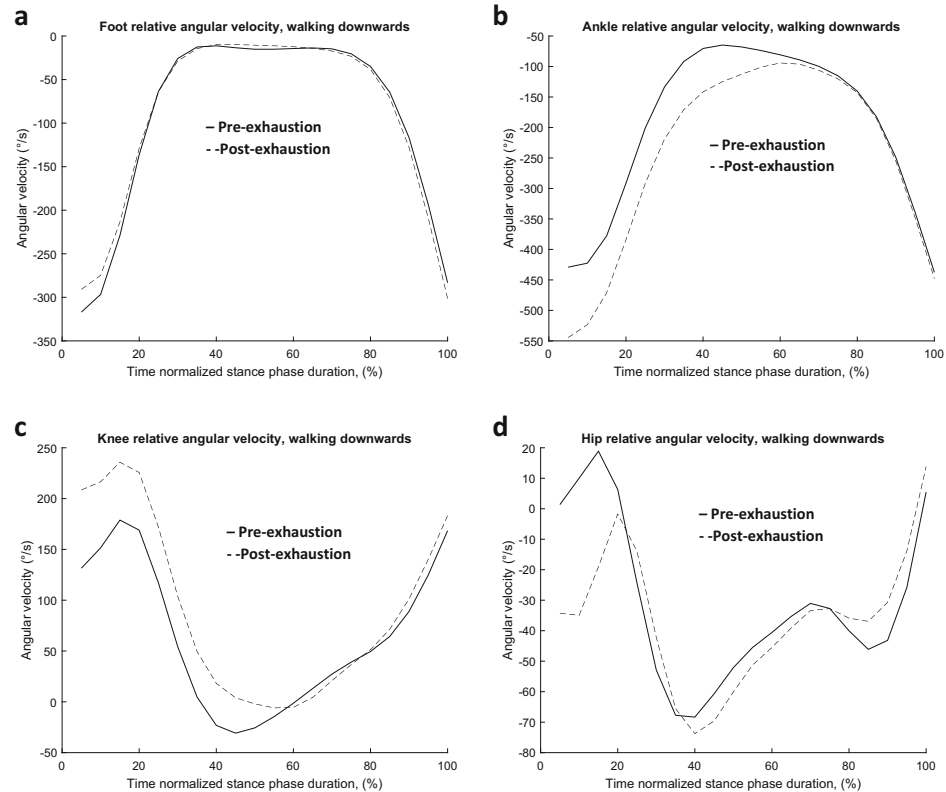 a
Foot relative angular velocity, walking downwards
0
-50
-100
-150
-200
-250
-300
-350
Angular velocity (°/s)
– Pre-exhaustion
- -Post-exhaustion
0 20 40 60 80 100
Time normalized stance phase duration, (%)
b
Ankle relative angular velocity, walking downwards
-50
-100
-150
-200
-250
-300
-350
-400
-450
-500
-550
Angular velocity (°/s)
– Pre-exhaustion
- -Post-exhaustion
0 20 40 60 80 100
Time normalized stance phase duration, (%)
c
Knee relative angular velocity, walking downwards
250
200
150
100
50
0
-50
Angular velocity (°/s)
– Pre-exhaustion
- -Post-exhaustion
0 20 40 60 80 100
Time normalized stance phase duration, (%)
d
Hip relative angular velocity, walking downwards
20
10
0
-10
-20
-30
-40
-50
-60
-70
-80
Angular velocity (°/s)
– Pre-exhaustion
- -Post-exhaustion
0 20 40 60 80 100
Time normalized stance phase duration, (%)